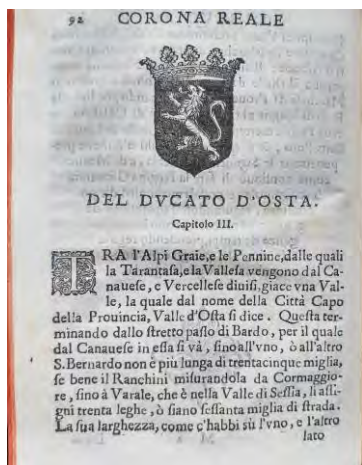 92 CORONA REALE
DEL DVCATO D'OSTA.
Capitolo III.
TRA l'Alpi Graie, e le Pennine, dalle quali
la Tarantasa, e la Vallesa vengono dal Ca-
nauese, e Vercellese diuisi, giace vna Val-
le, la quale dal nome della Città Capo
della Prouincia, Valle d'Osta si dice. Questa ter-
minando dallo stretto passo di Bardo, per il quale
dal Canauese in essa si và, sino all'vno, ò all'altro
S. Bernardo non è più lunga di trentacinque miglia,
se bene il Ranchini misurandola da Cormaggio-
re, sino à Varale, che è nella Valle di Sessia, li assi-
gni trenta leghe, ò siano sessanta miglia di strada.
La sua larghezza, come c'habbi sù l'vno, e l'altro
lato